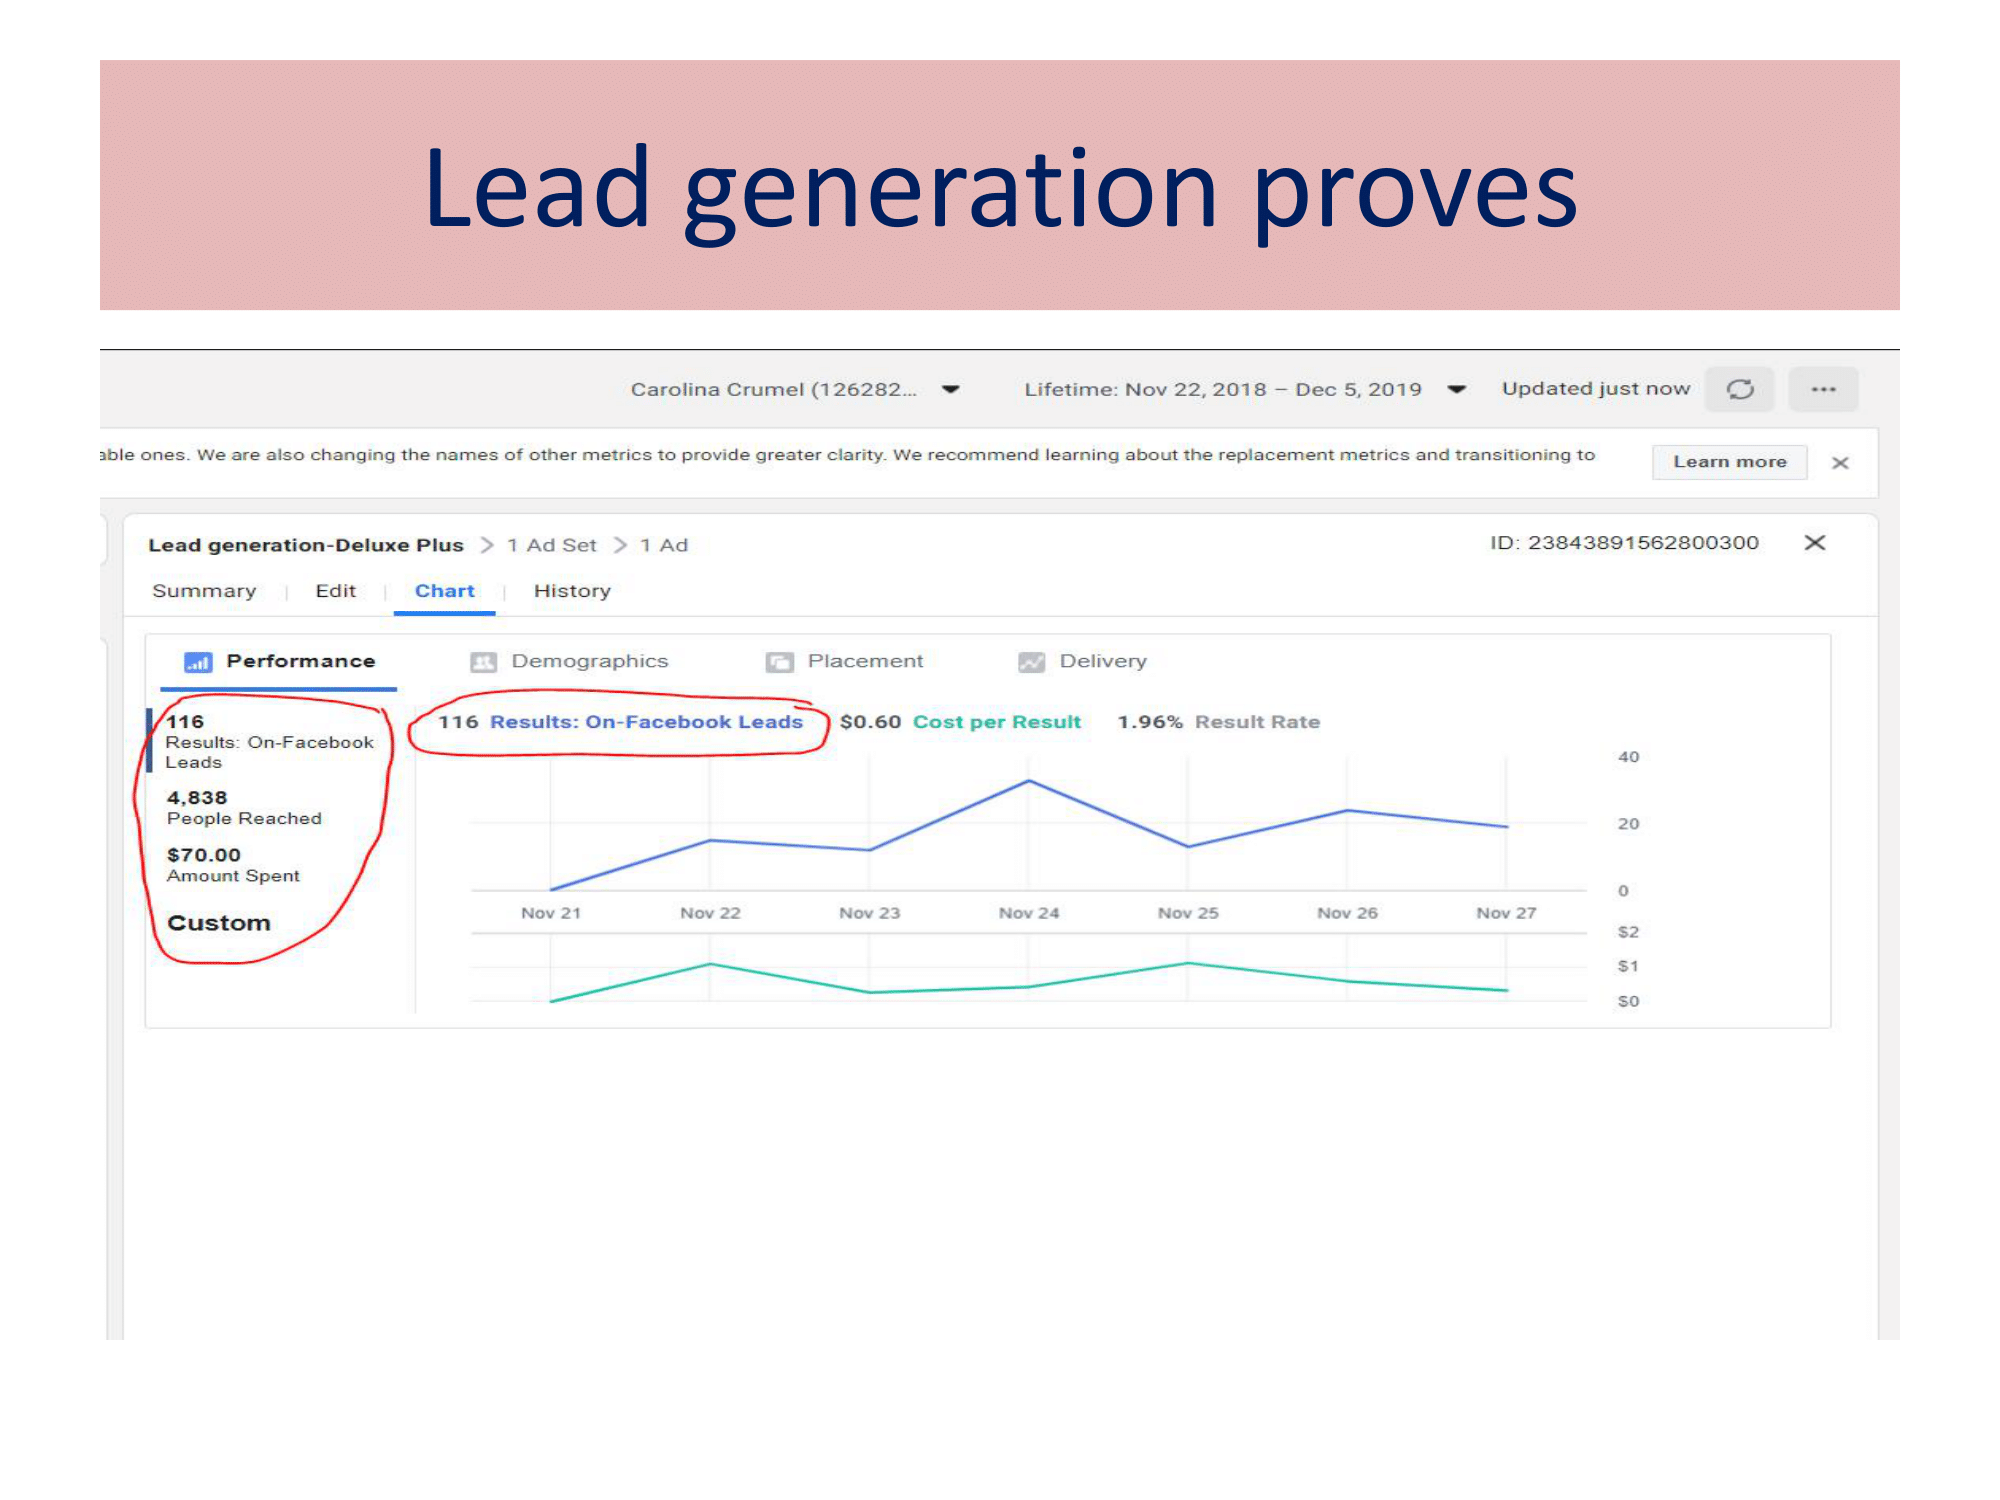 Lead generation proves
Carolina Crumel (126282...
Lifetime: Nov 22, 2018 – Dec 5, 2019
Updated just now
able ones. We are also changing the names of other metrics to provide greater clarity. We recommend learning about the replacement metrics and transitioning to
Learn more
Lead generation-Deluxe Plus > 1 Ad Set > 1 Ad
ID: 23843891562800300
Summary Edit Chart History
Performance Demographics Placement Delivery
116
Results: On-Facebook
Leads
4,838
People Reached
$70.00
Amount Spent
Custom
116 Results: On-Facebook Leads $0.60 Cost per Result 1.96% Result Rate
40
20
0
Nov 21 Nov 22 Nov 23 Nov 24 Nov 25 Nov 26 Nov 27
$2
$1
$0